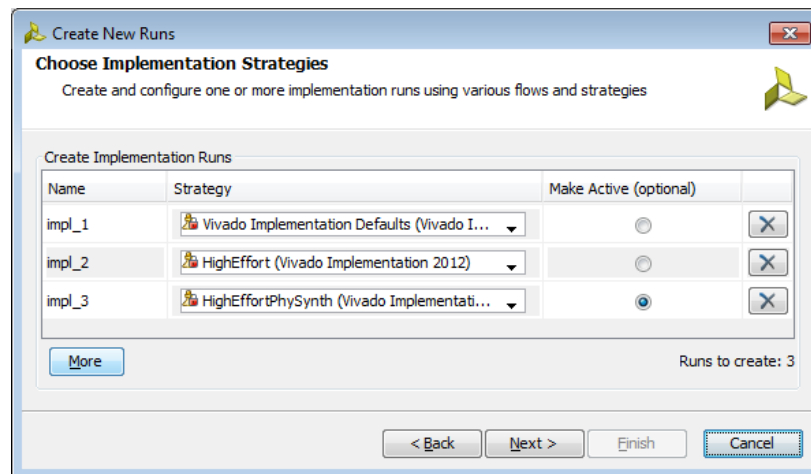 Create New Runs
Choose Implementation Strategies
Create and configure one or more implementation runs using various flows and strategies
Create Implementation Runs
Name Strategy Make Active (optional)
impl_1 Vivado Implementation Defaults (Vivado I...
impl_2 HighEffort (Vivado Implementation 2012)
impl_3 HighEffortPhySynth (Vivado Implementati...
More Runs to create: 3
< Back Next > Finish Cancel